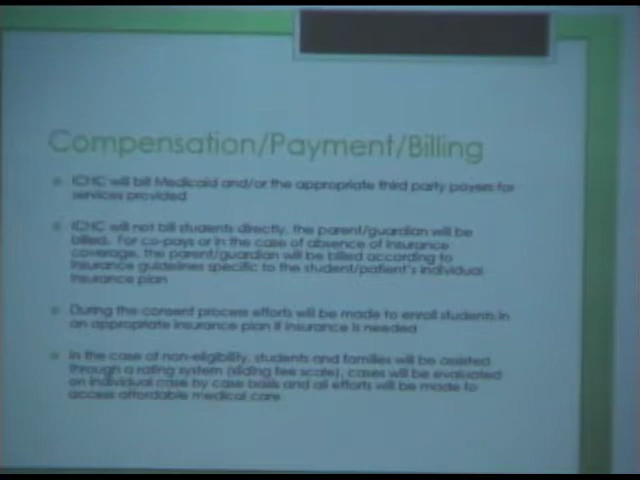 Compensation/Payment/Billing
ICHC will bill Medicaid and/or the appropriate third party payers for
services provided
ICHC will not bill students directly, the parent/guardian will be
billed. For co-pays or in the case of absence of insurance
coverage, the parent/guardian will be billed according to
insurance guidelines specific to the student/patient's individual
insurance plan
During the consent process efforts will be made to enroll students in
an appropriate insurance plan if insurance is needed
In the case of non-eligibility, students and families will be assisted
through a rating system (sliding fee scale), cases will be evaluated
on individual case by case basis and all efforts will be made to
access affordable medical care